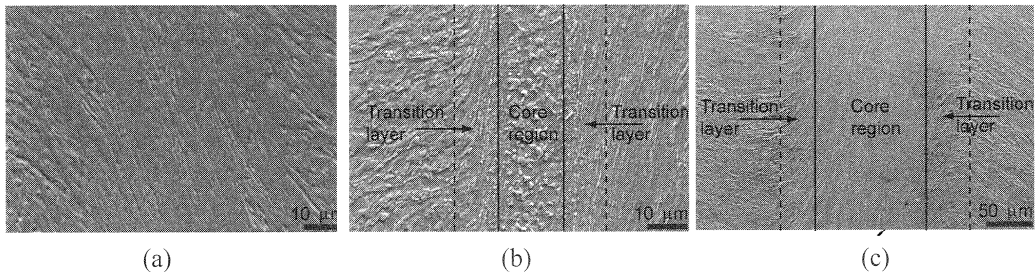 10 μm
Transition
layer
Core
region
Transition
layer
10 μm
Transition
layer
Core
region
Transition
layer
50 μm
(a)
(b)
(c)